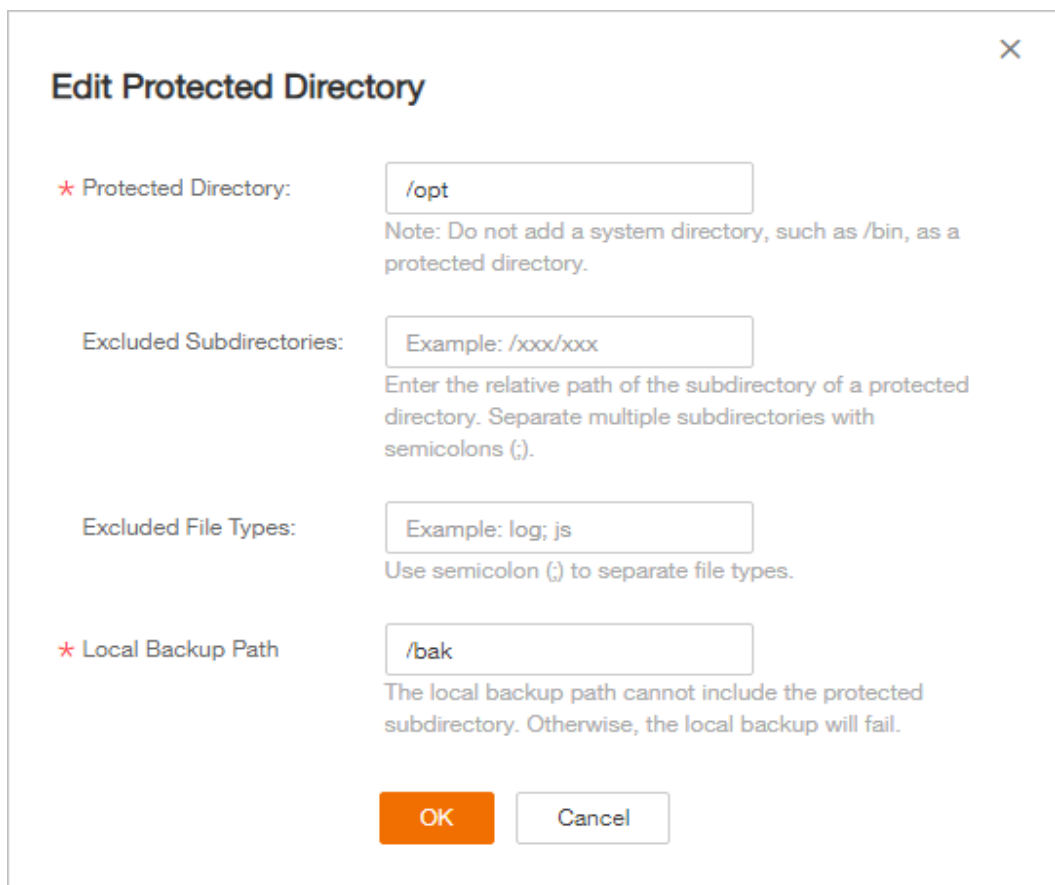 Edit Protected Directory
* Protected Directory:
/opt
Note: Do not add a system directory, such as /bin, as a
protected directory.
Excluded Subdirectories:
Example: /xxx/xxx
Enter the relative path of the subdirectory of a protected
directory. Separate multiple subdirectories with
semicolons (;).
Excluded File Types:
Example: log; js
Use semicolon (;) to separate file types.
* Local Backup Path
/bak
The local backup path cannot include the protected
subdirectory. Otherwise, the local backup will fail.
OK
Cancel